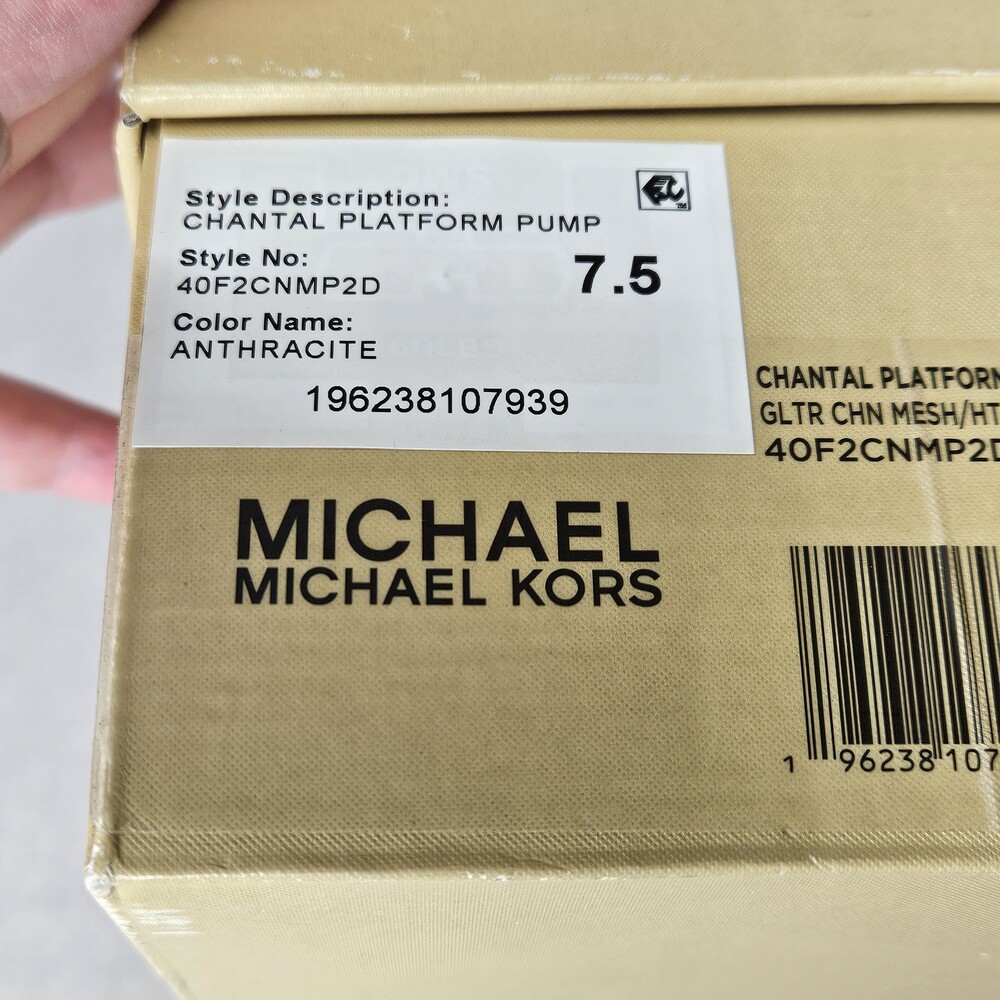 Style Description:
CHANTAL PLATFORM PUMP
Style No:
40F2CNMP2D
7.5
Color Name:
ANTHRACITE
196238107939
CHANTAL PLATFORM
GLTR CHN MESH/HT
40F2CNMP2D
MICHAEL
MICHAEL KORS
1 96238 107